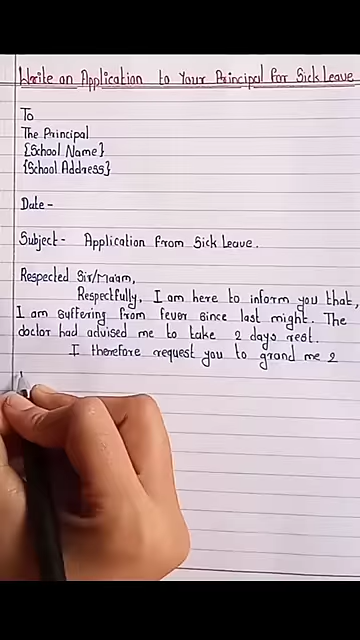 Write an Application to Your Principal for Sick Leave
To
The Principal
{School Name}
{School Address}
Date-
Subject- Application from Sick Leave.
Respected Sir/Ma'am,
Respectfully, I am here to inform you that,
I am suffering from fever since last might. The
doctor had advised me to take 2 days rest.
I therefore request you to grand me 2